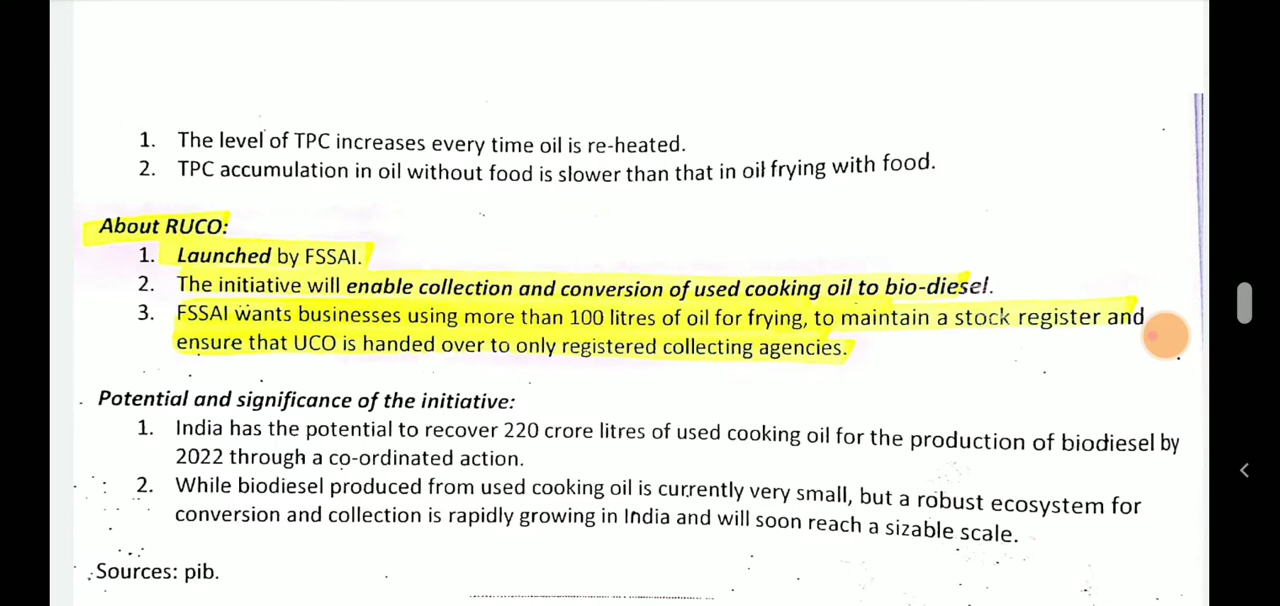 1. The level of TPC increases every time oil is re-heated.
2. TPC accumulation in oil without food is slower than that in oil frying with food.
About RUCO:
1. Launched by FSSAI.
2. The initiative will enable collection and conversion of used cooking oil to bio-diesel.
3. FSSAI wants businesses using more than 100 litres of oil for frying, to maintain a stock register and
ensure that UCO is handed over to only registered collecting agencies.
Potential and significance of the initiative:
1. India has the potential to recover 220 crore litres of used cooking oil for the production of biodiesel by
2022 through a co-ordinated action.
2. While biodiesel produced from used cooking oil is currently very small, but a robust ecosystem for
conversion and collection is rapidly growing in India and will soon reach a sizable scale.
Sources: pib.